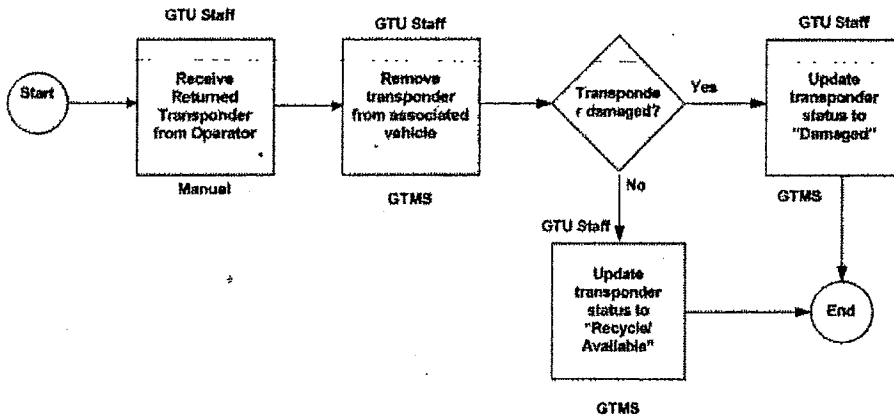 GTU Staff
GTU Staff
GTU Staff
Start
Receive
Returned
Transponder
from Operator
Remove
transponder
from associated
vehicle
Transponde
r damaged?
Yes
Update
transponder
status to
"Damaged"
Manual
GTMS
No
GTMS
GTU Staff
Update
transponder
status to
"Recycle/
Available"
End
GTMS